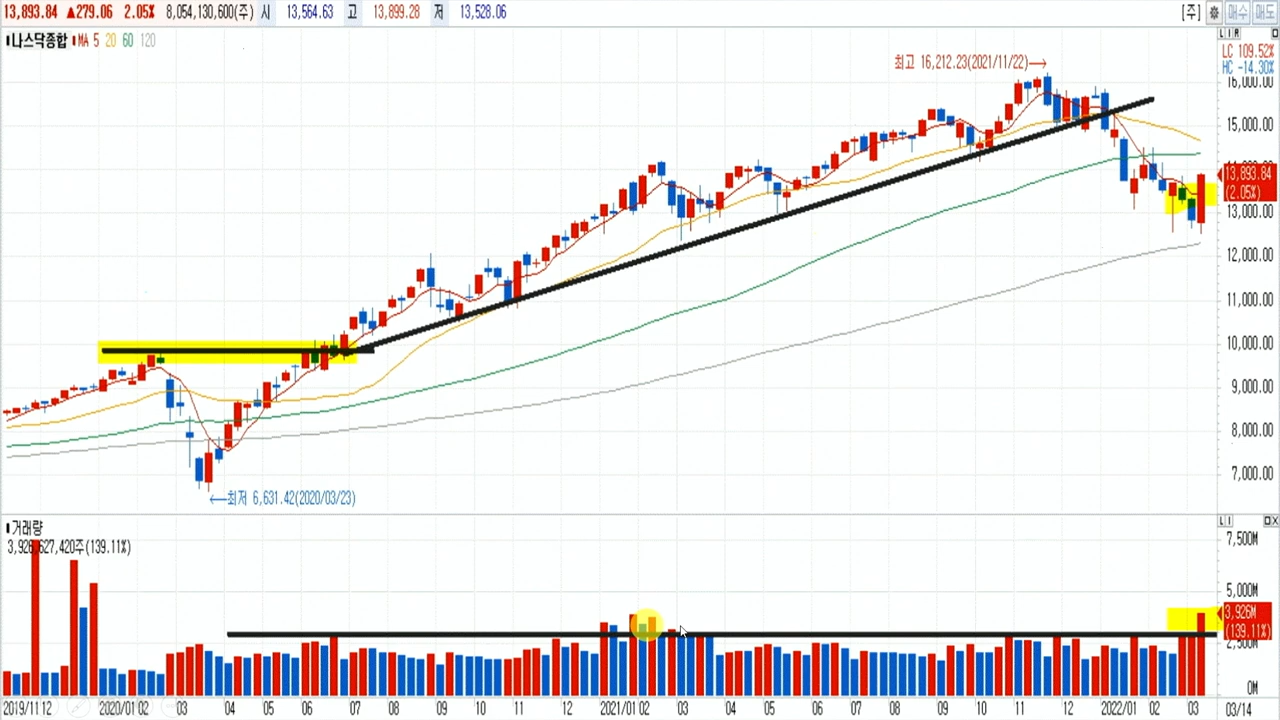 13,893.84 ▲279.06 2.05% 8,054,130,600(주) 시 13,564.63 고 13,899.28 저 13,528.06 [주] 매수 매도
나스닥종합 MA 5 20 60 120
최고 16,212.23(2021/11/22)
LC 109.52%
HC -14.30%
16,000.00
15,000.00
13,893.84
(2.05%)
13,000.00
12,000.00
11,000.00
10,000.00
9,000.00
8,000.00
7,000.00
최저 6,631.42(2020/03/23)
거래량
3,926,627,420주(139.11%)
7,500M
5,000M
3,926M
(139.11%)
2,500M
0M
2019/11 12 2020/01 02 03 04 05 06 07 08 09 10 11 12 2021/01 02 03 04 05 06 07 08 09 10 11 12 2022/01 02 03 03/14